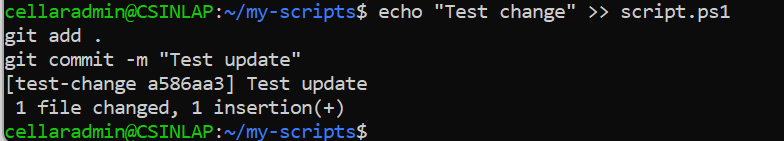 cellaradmin@CSINLAP:~/my-scripts$ echo "Test change" >> script.ps1
git add .
git commit -m "Test update"
[test-change a586aa3] Test update
 1 file changed, 1 insertion(+)
cellaradmin@CSINLAP:~/my-scripts$